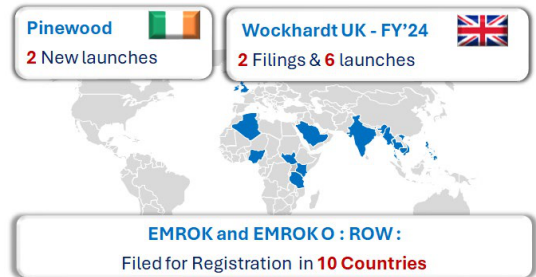 Pinewood
2 New launches
Wockhardt UK - FY'24
2 Filings & 6 launches
EMROK and EMROK O : ROW :
Filed for Registration in 10 Countries